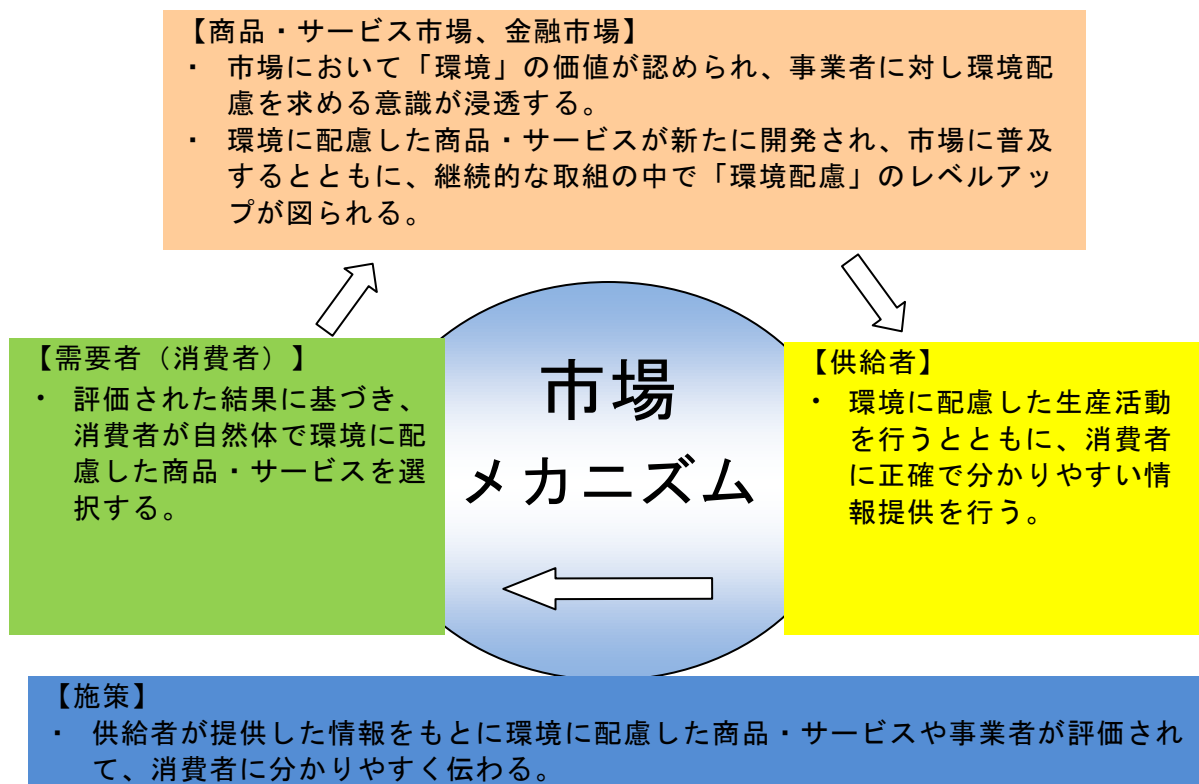 【商品・サービス市場、金融市場】
・ 市場において「環境」の価値が認められ、事業者に対し環境配
慮を求める意識が浸透する。
・ 環境に配慮した商品・サービスが新たに開発され、市場に普及
するとともに、継続的な取組の中で「環境配慮」のレベルアッ
プが図られる。
【需要者（消費者）】
・ 評価された結果に基づき、
消費者が自然体で環境に配
慮した商品・サービスを選
択する。
市場
メカニズム
【供給者】
・ 環境に配慮した生産活動
を行うとともに、消費者
に正確で分かりやすい情
報提供を行う。
【施策】
・ 供給者が提供した情報をもとに環境に配慮した商品・サービスや事業者が評価され
て、消費者に分かりやすく伝わる。